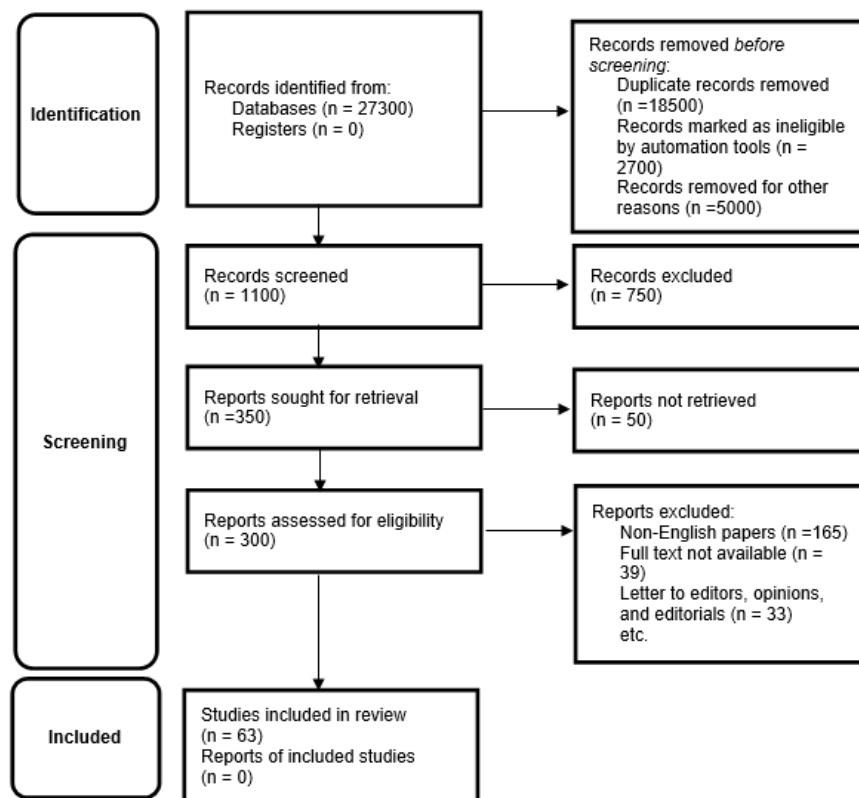 Identification
Records identified from:
Databases (n = 27300)
Registers (n = 0)
Records removed before
screening:
Duplicate records removed
(n =18500)
Records marked as ineligible
by automation tools (n =
2700)
Records removed for other
reasons (n =5000)
Screening
Records screened
(n = 1100)
Records excluded
(n = 750)
Reports sought for retrieval
(n =350)
Reports not retrieved
(n = 50)
Reports assessed for eligibility
(n = 300)
Reports excluded:
Non-English papers (n =165)
Full text not available (n =
39)
Letter to editors, opinions,
and editorials (n = 33)
etc.
Included
Studies included in review
(n = 63)
Reports of included studies
(n = 0)